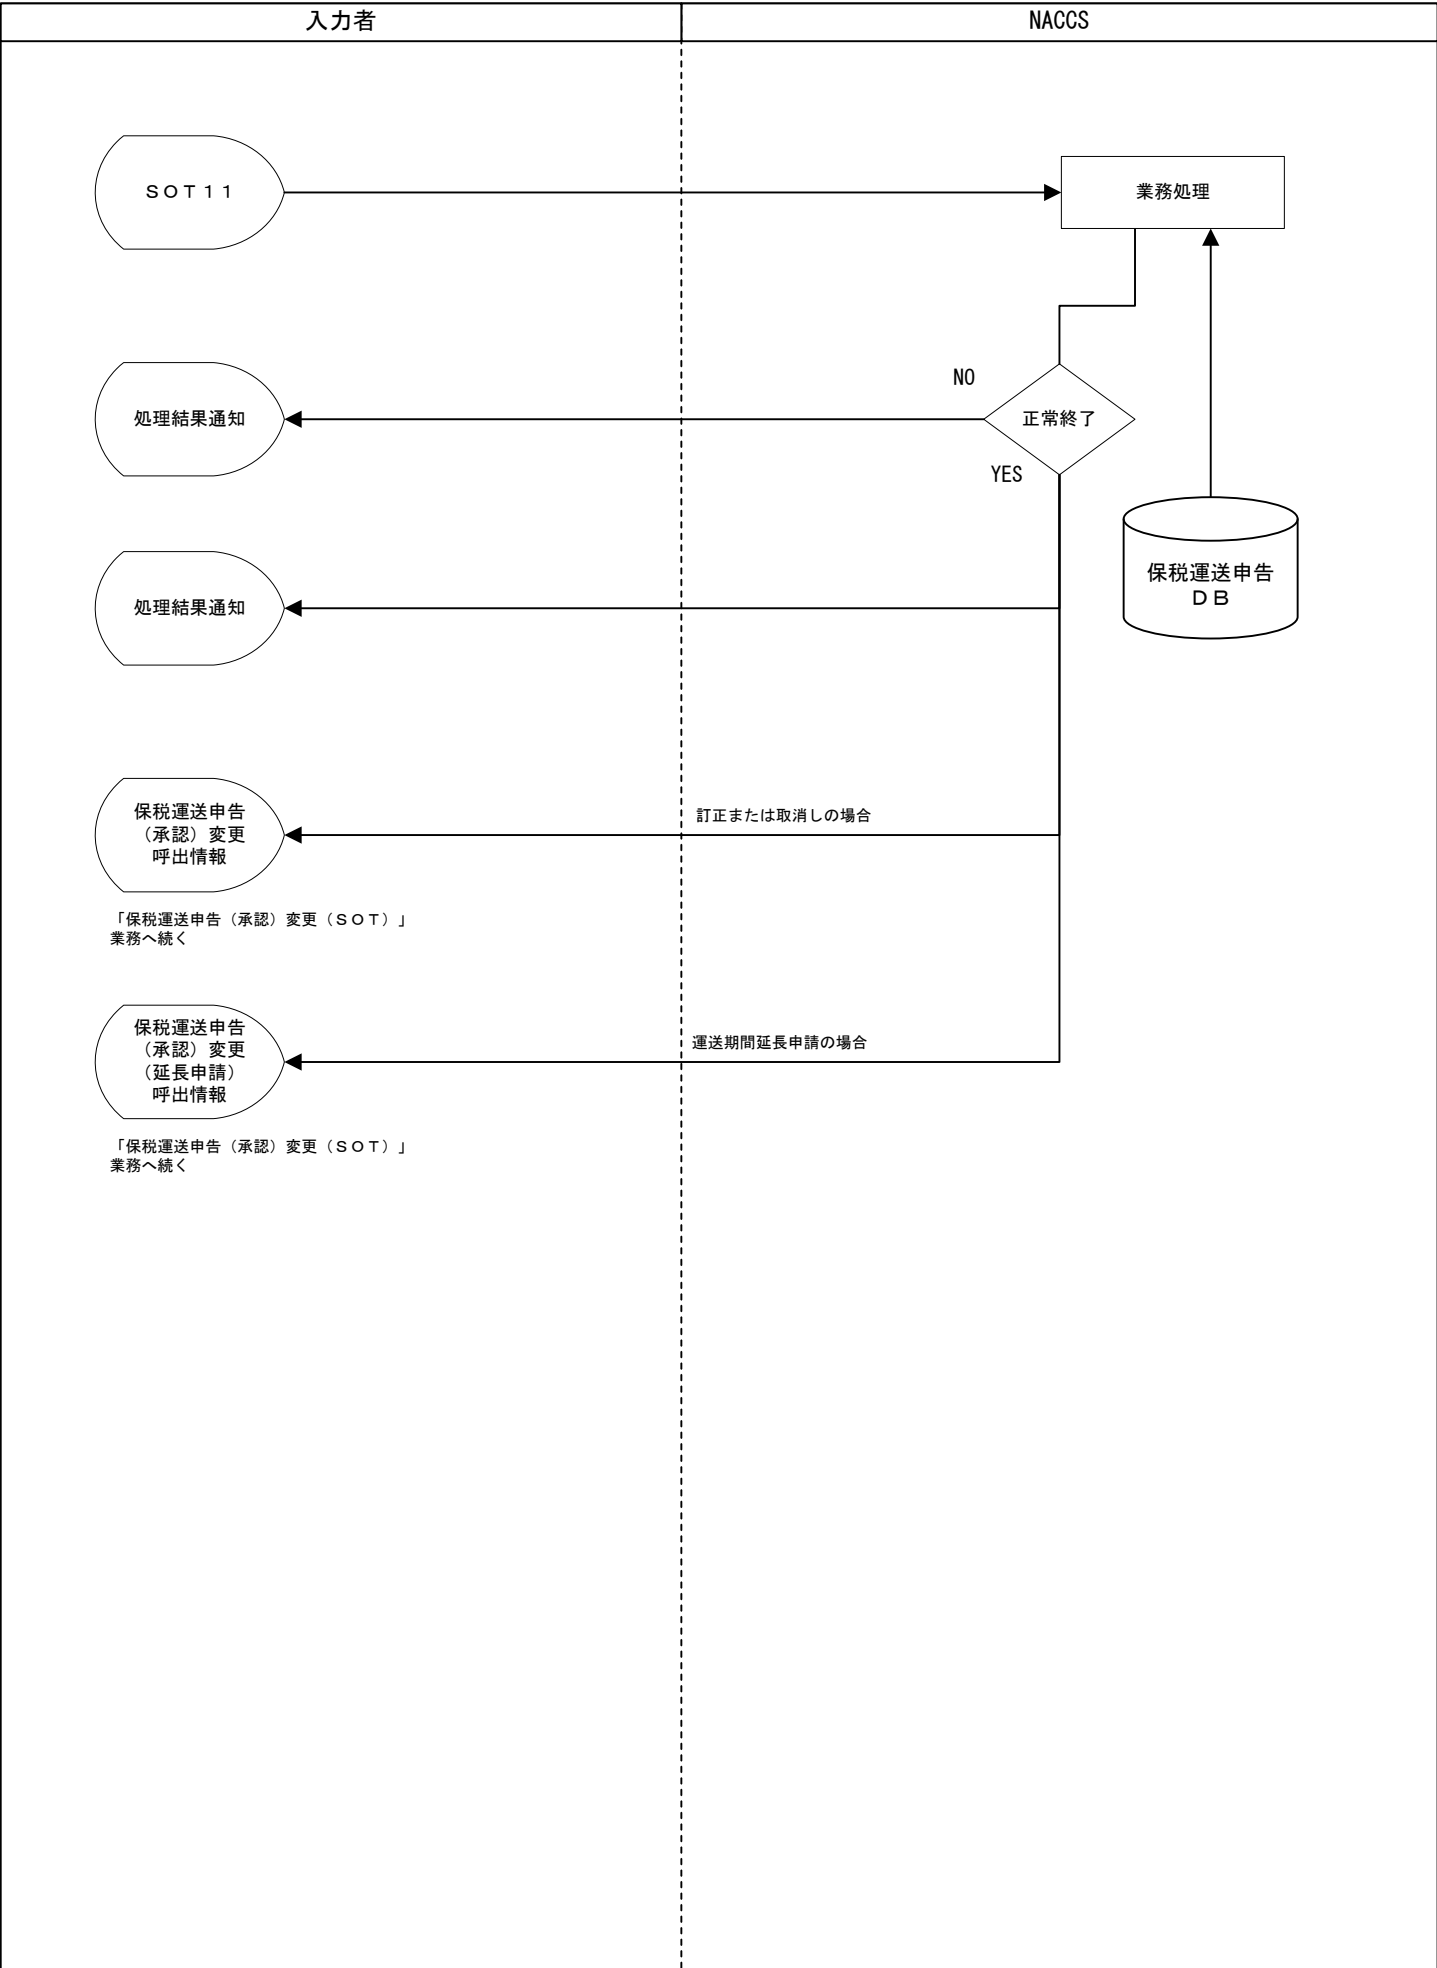 入力者
NACCS
ＳＯＴ１１
業務処理
NO
処理結果通知
正常終了
YES
処理結果通知
保税運送申告
ＤＢ
保税運送申告
（承認）変更
呼出情報
訂正または取消しの場合
「保税運送申告（承認）変更（ＳＯＴ）」
業務へ続く
保税運送申告
（承認）変更
（延長申請）
呼出情報
運送期間延長申請の場合
「保税運送申告（承認）変更（ＳＯＴ）」
業務へ続く